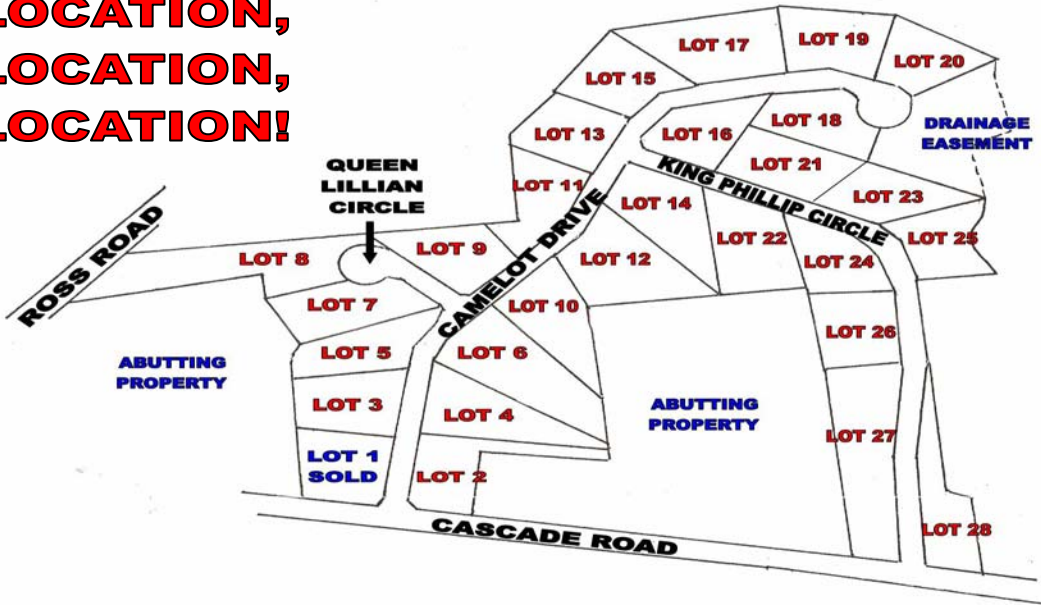 LOCATION,
LOCATION,
LOCATION!
LOT 17
LOT 19
LOT 20
LOT 15
LOT 13
LOT 16
LOT 18
DRAINAGE
EASEMENT
QUEEN
LILLIAN
CIRCLE
LOT 11
LOT 21
KING PHILLIP CIRCLE
LOT 23
LOT 14
ROSS ROAD
LOT 8
LOT 9
CAMELOT DRIVE
LOT 12
LOT 22
LOT 25
LOT 24
LOT 7
LOT 10
LOT 26
ABUTTING
PROPERTY
LOT 5
LOT 6
LOT 3
LOT 4
ABUTTING
PROPERTY
LOT 27
LOT 1
SOLD
LOT 2
CASCADE ROAD
LOT 28